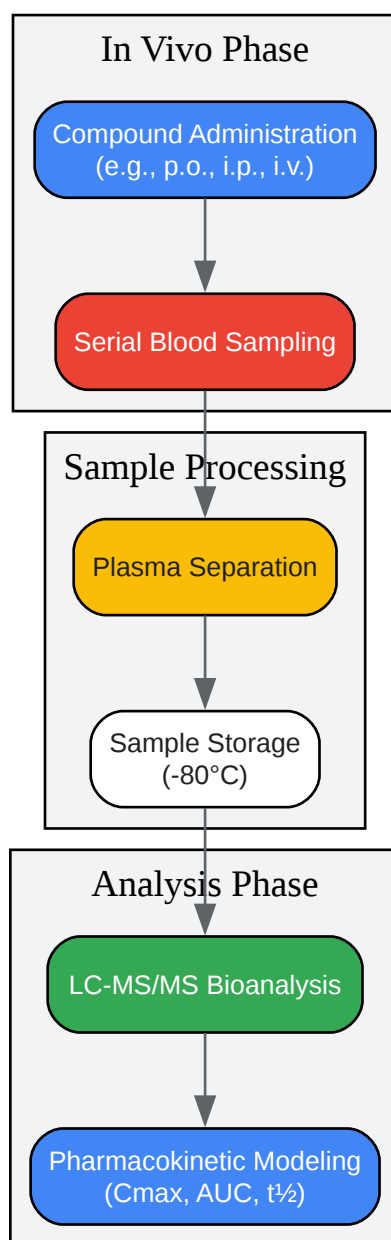 In Vivo Phase
Compound Administration
(e.g., p.o., i.p., i.v.)
Serial Blood Sampling
Sample Processing
Plasma Separation
Sample Storage
(-80°C)
Analysis Phase
LC-MS/MS Bioanalysis
Pharmacokinetic Modeling
(Cmax, AUC, t½)